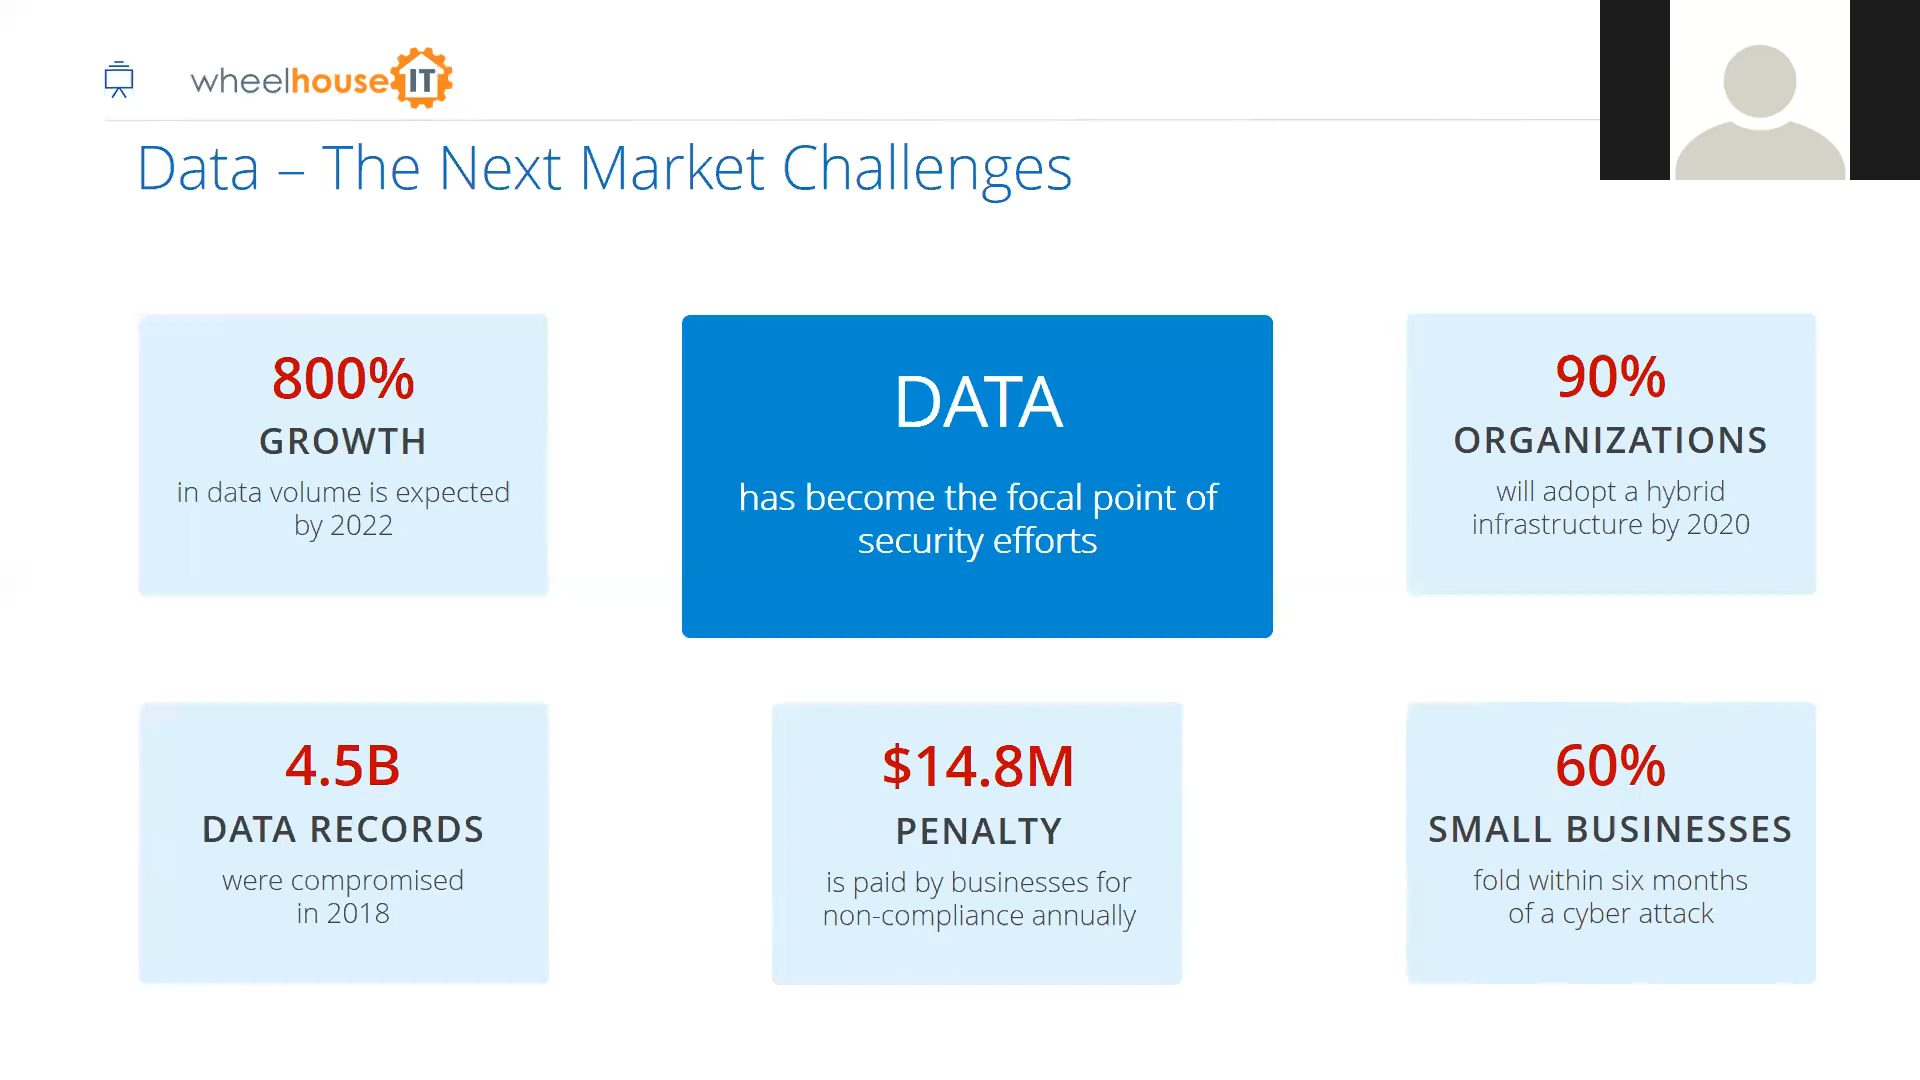 wheelhouse IT
Data – The Next Market Challenges
800%
GROWTH
in data volume is expected
by 2022
DATA
has become the focal point of
security efforts
90%
ORGANIZATIONS
will adopt a hybrid
infrastructure by 2020
4.5B
DATA RECORDS
were compromised
in 2018
$14.8M
PENALTY
is paid by businesses for
non-compliance annually
60%
SMALL BUSINESSES
fold within six months
of a cyber attack